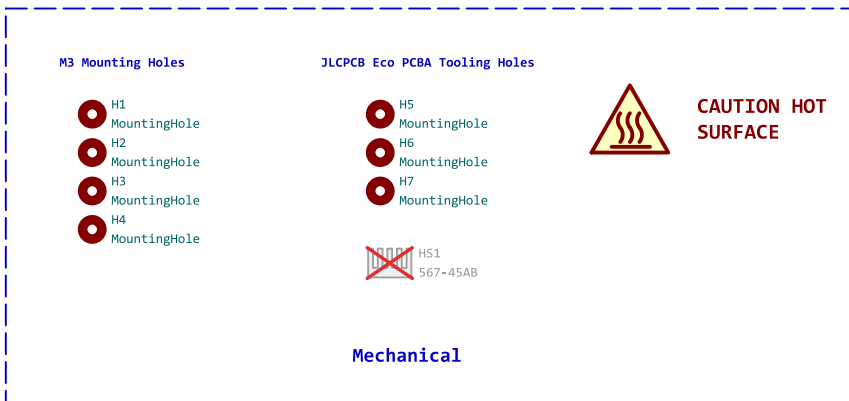 M3 Mounting Holes
H1
MountingHole
H2
MountingHole
H3
MountingHole
H4
MountingHole
JLCPCB Eco PCBA Tooling Holes
H5
MountingHole
H6
MountingHole
H7
MountingHole
HS1
567-45AB
CAUTION HOT
SURFACE
Mechanical